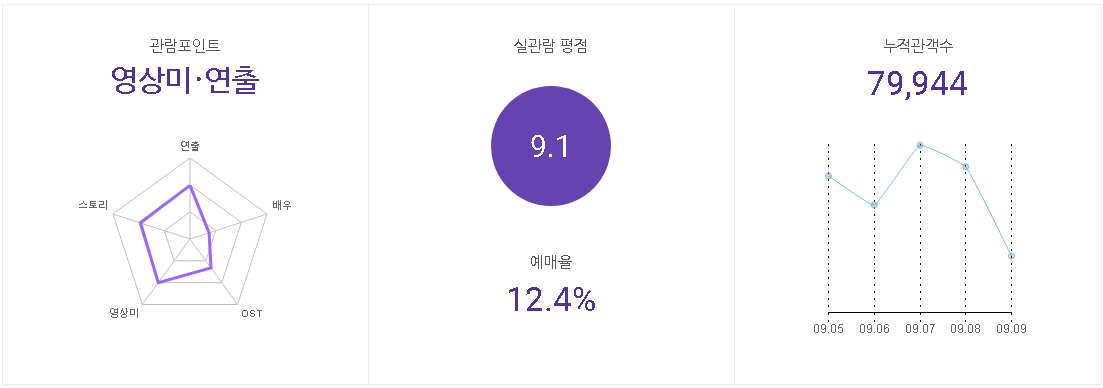 관람포인트
영상미·연출
연출
스토리
배우
영상미
OST
실관람 평점
9.1
예매율
12.4%
누적관객수
79,944
09.05 09.06 09.07 09.08 09.09